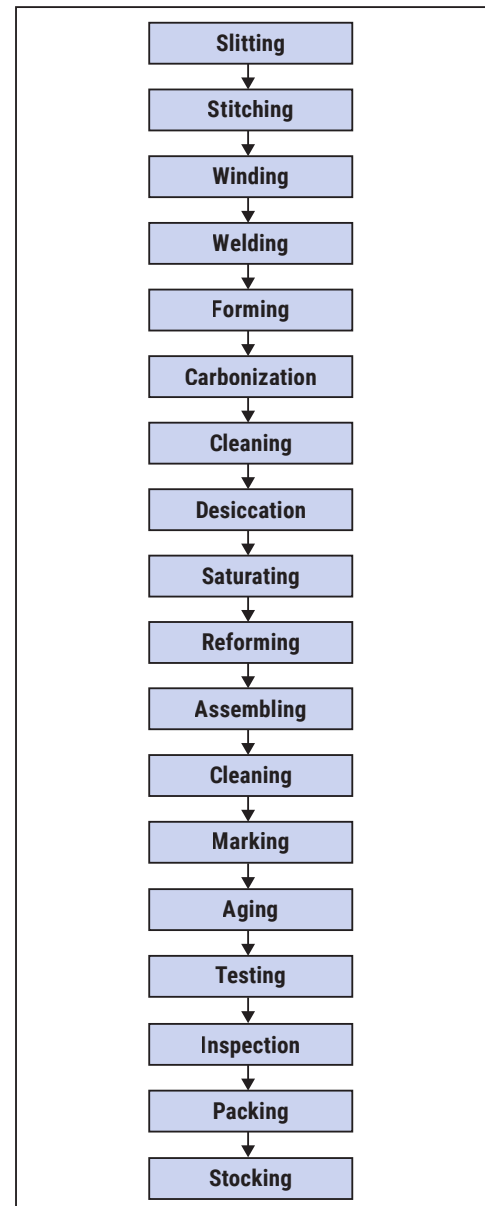 Slitting
Stitching
Winding
Welding
Forming
Carbonization
Cleaning
Desiccation
Saturating
Reforming
Assembling
Cleaning
Marking
Aging
Testing
Inspection
Packing
Stocking